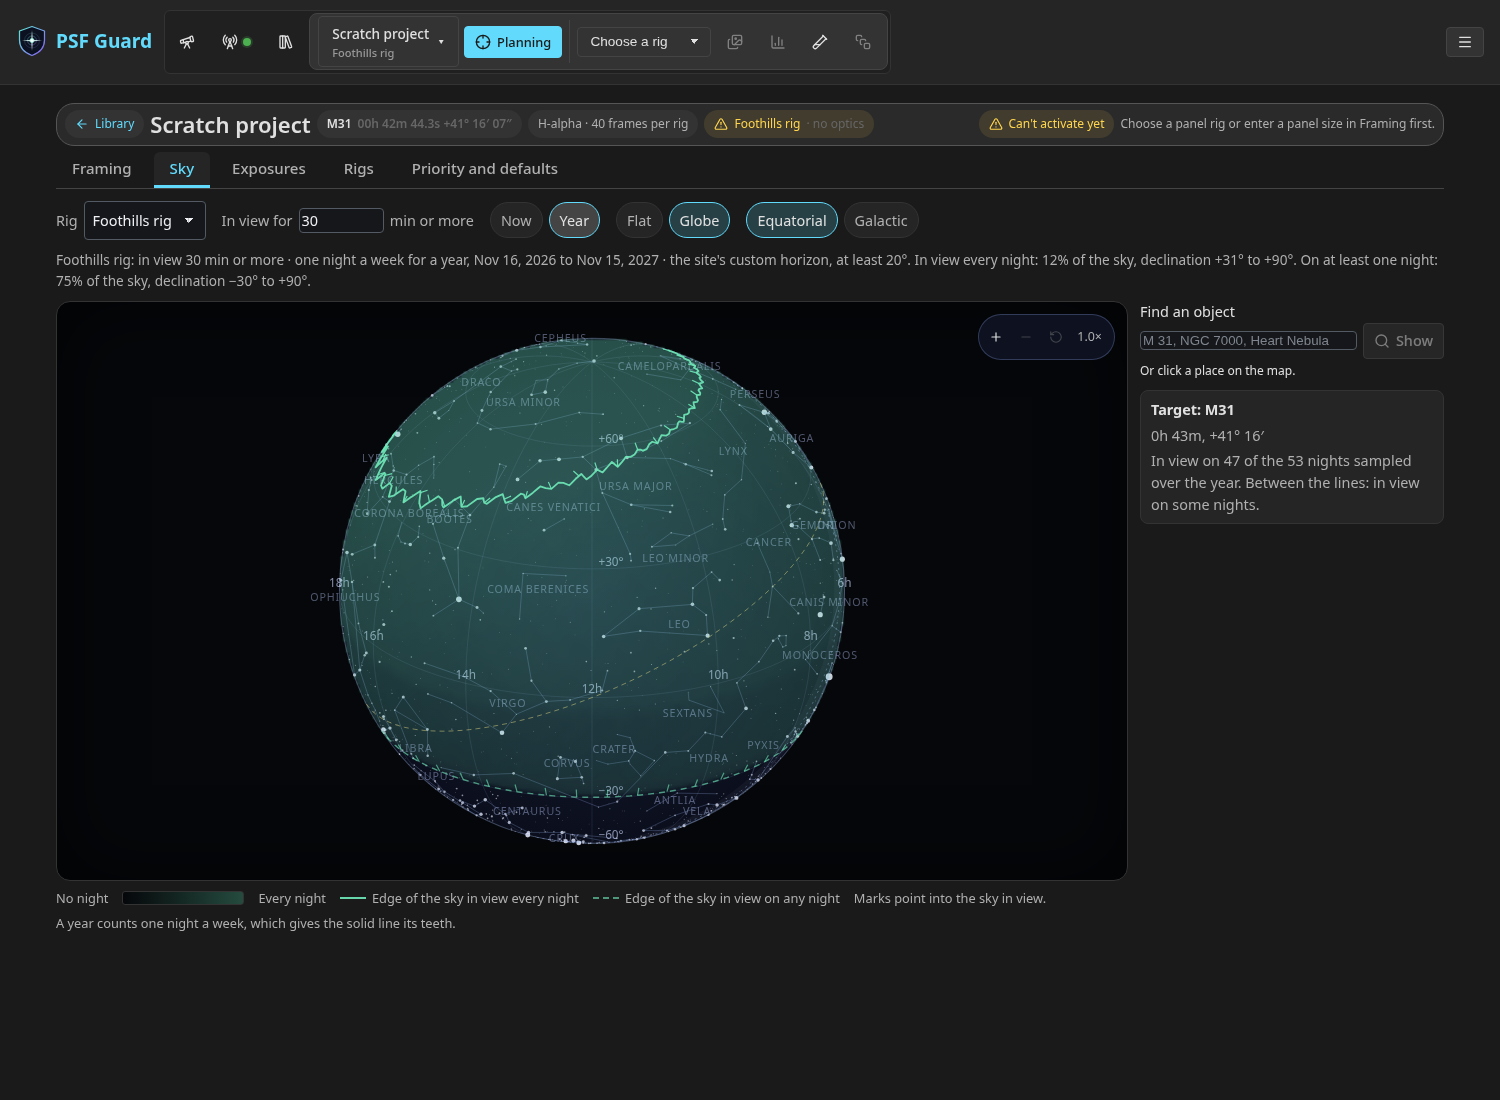 PSF Guard
Scratch project
Foothills rig
Planning
Choose a rig
Library
Scratch project
M31 00h 42m 44.3s +41° 16′ 07″
H-alpha · 40 frames per rig
Foothills rig · no optics
Can't activate yet
Choose a panel rig or enter a panel size in Framing first.
Framing
Sky
Exposures
Rigs
Priority and defaults
Rig
Foothills rig
In view for 30 min or more
Now
Year
Flat
Globe
Equatorial
Galactic
Foothills rig: in view 30 min or more · one night a week for a year, Nov 16, 2026 to Nov 15, 2027 · the site's custom horizon, at least 20°. In view every night: 12% of the sky, declination +31° to +90°. On at least one night:
75% of the sky, declination −30° to +90°.
1.0×
CEPHEUS
CAMELOPARDALIS
DRACO
URSA MINOR
PERSEUS
+60°
AURIGA
LYNX
HERCULES
URSA MAJOR
CANES VENATICI
CORONA BOREALIS
BOOTES
GEMINI
CANCER
LEO MINOR
+30°
18h
6h
COMA BERENICES
OPHIUCHUS
CANIS MINOR
LEO
16h
8h
MONOCEROS
14h
10h
12h
VIRGO
SEXTANS
LIBRA
CRATER
PYXIS
HYDRA
CORVUS
LUPUS
−30°
ANTLIA
CENTAURUS
VELA
−60°
CRUX
No night
Every night
Edge of the sky in view every night
Edge of the sky in view on any night
Marks point into the sky in view.
A year counts one night a week, which gives the solid line its teeth.
Find an object
M 31, NGC 7000, Heart Nebula
Show
Or click a place on the map.
Target: M31
0h 43m, +41° 16′
In view on 47 of the 53 nights sampled
over the year. Between the lines: in view
on some nights.